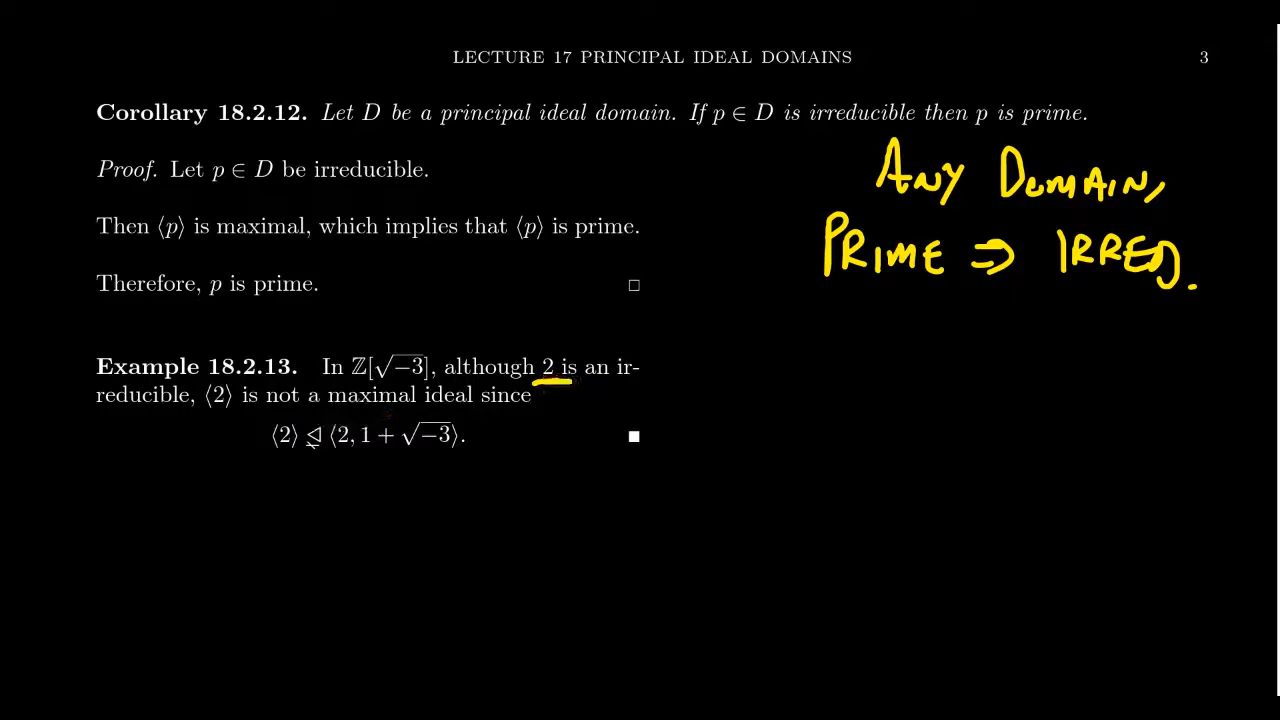 LECTURE 17 PRINCIPAL IDEAL DOMAINS 3
Corollary 18.2.12. Let D be a principal ideal domain. If p ∈ D is irreducible then p is prime.
ANY DOMAIN,
Proof. Let p ∈ D be irreducible.
Then ⟨p⟩ is maximal, which implies that ⟨p⟩ is prime.
PRIME ⇒ IRRED.
Therefore, p is prime. □
Example 18.2.13. In ℤ[√−3], although 2 is an ir-
reducible, ⟨2⟩ is not a maximal ideal since
⟨2⟩ ⋬ ⟨2, 1 + √−3⟩. ■